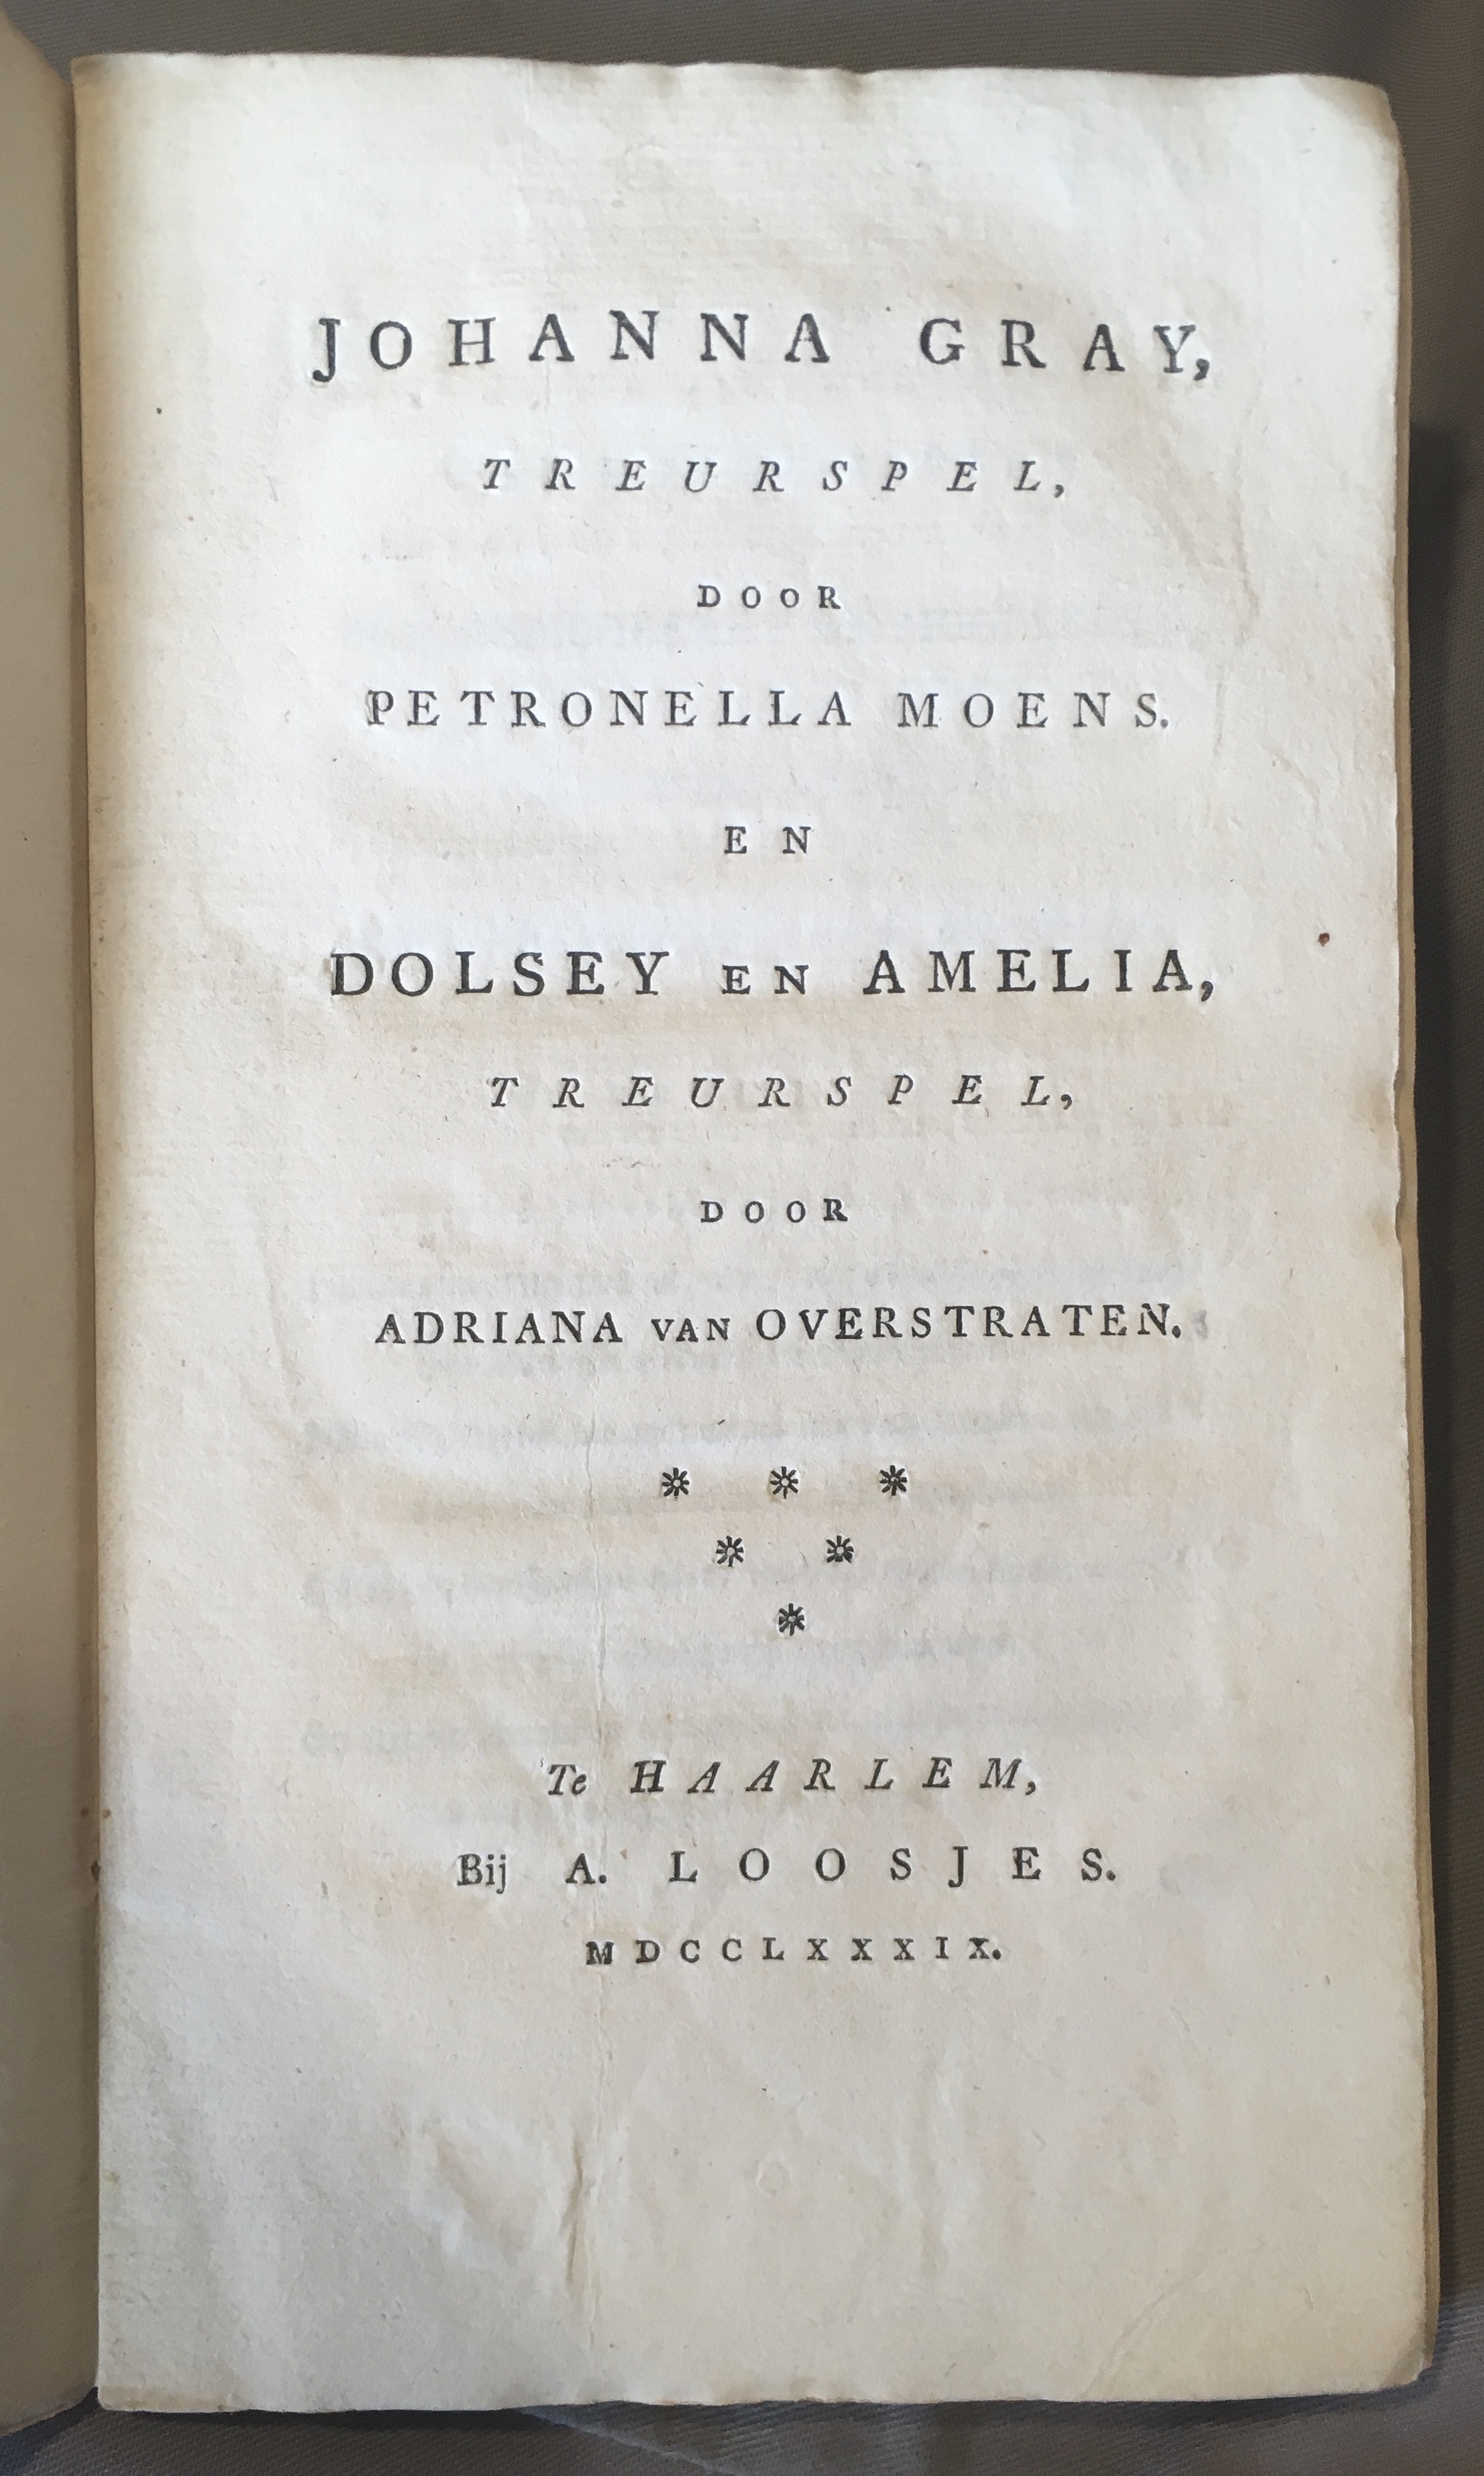 JOHANNA GRAY,
TREURSPEL,
DOOR
PETRONELLA MOENS.
EN
DOLSEY EN AMELIA,
TREURSPEL,
DOOR
ADRIANA VAN OVERSTRATEN.
* * *
* *
*
Te HAARLEM,
Bij A. LOOSJES.
MDCCLXXXIX.